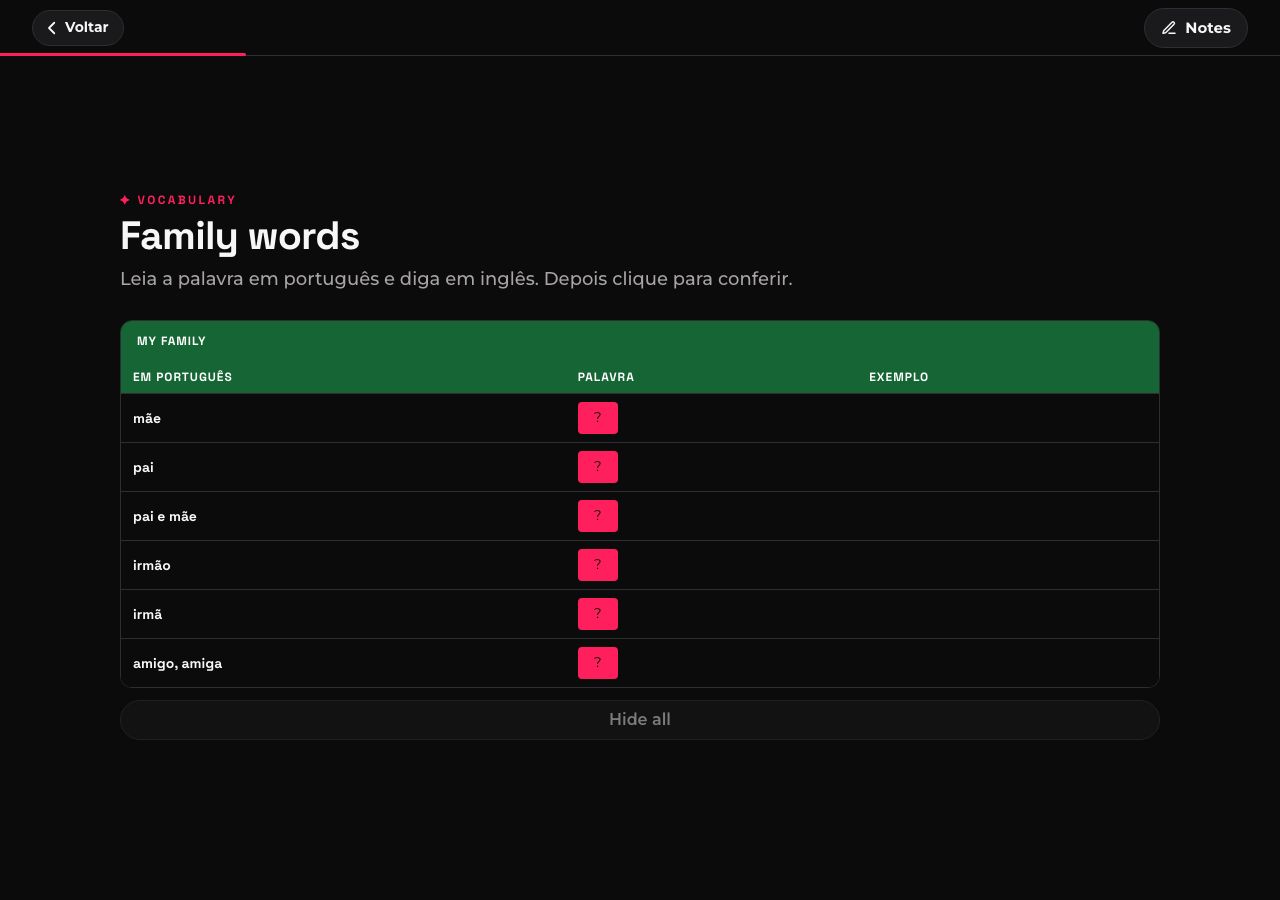 Voltar
Notes
VOCABULARY
Family words
Leia a palavra em português e diga em inglês. Depois clique para conferir.
MY FAMILY
EM PORTUGUÊS PALAVRA EXEMPLO
mãe ?
pai ?
pai e mãe ?
irmão ?
irmã ?
amigo, amiga ?
Hide all